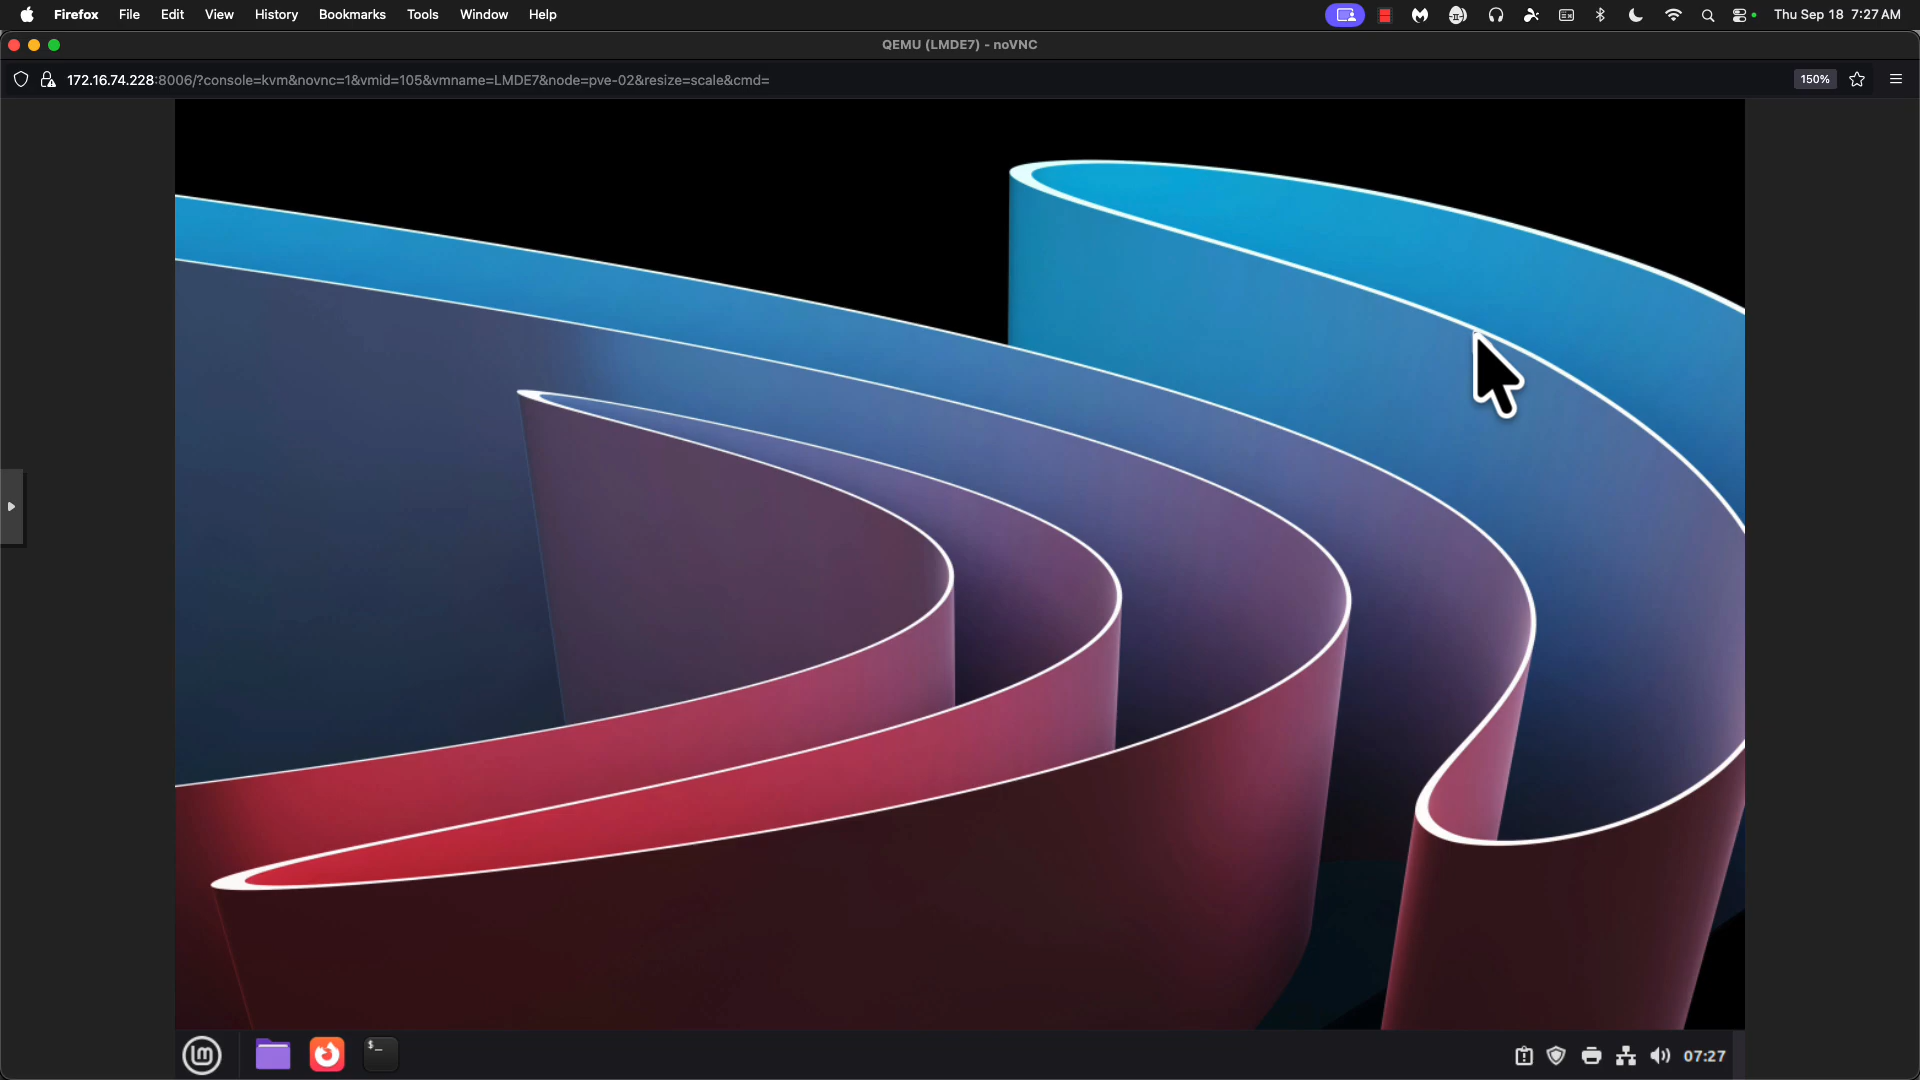 Firefox File Edit View History Bookmarks Tools Window Help Thu Sep 18 7:27 AM
QEMU (LMDE7) - noVNC
172.16.74.228:8006/?console=kvm&novnc=1&vmid=105&vmname=LMDE7&node=pve-02&resize=scale&cmd= 150%
$_ 07:27